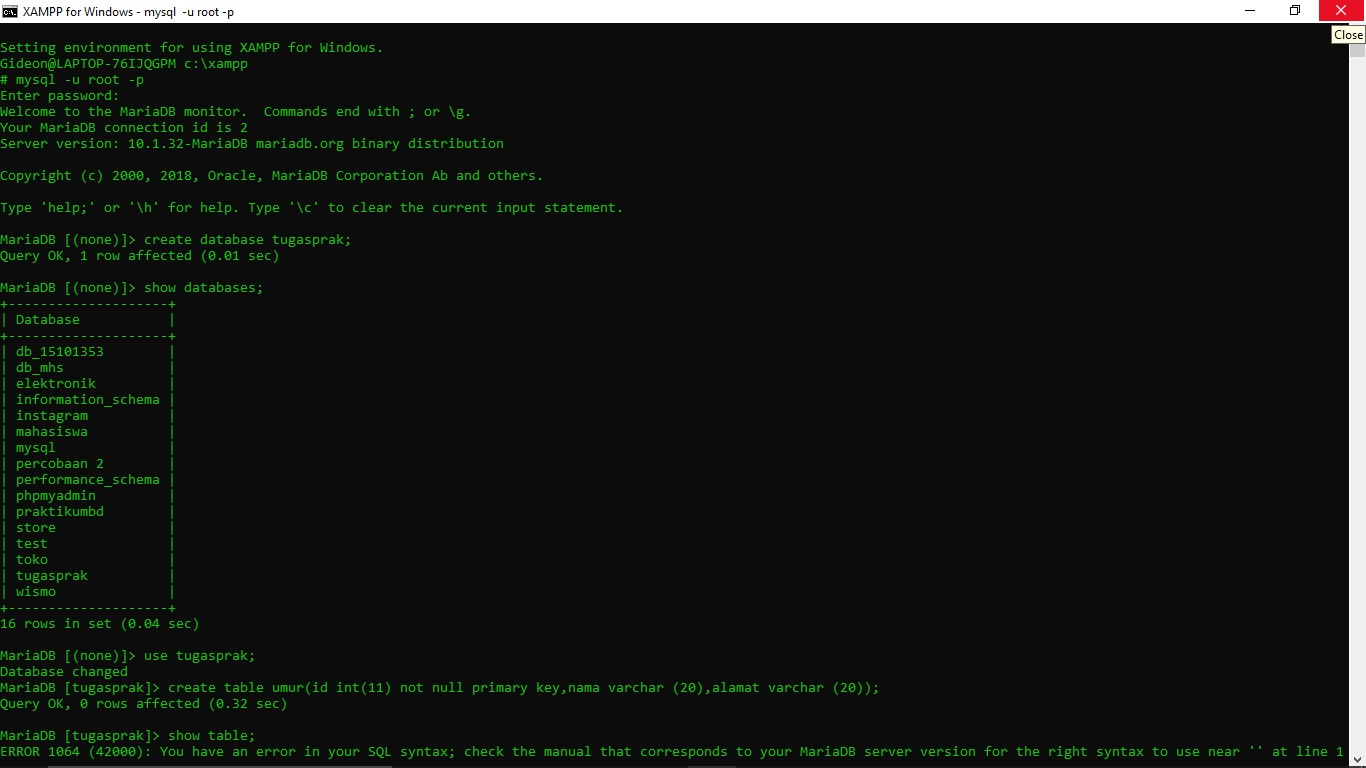 XAMPP for Windows - mysql  -u root -p
Close
Setting environment for using XAMPP for Windows.
Gideon@LAPTOP-76IJQGPM c:\xampp
# mysql -u root -p
Enter password:
Welcome to the MariaDB monitor.  Commands end with ; or \g.
Your MariaDB connection id is 2
Server version: 10.1.32-MariaDB mariadb.org binary distribution

Copyright (c) 2000, 2018, Oracle, MariaDB Corporation Ab and others.

Type 'help;' or '\h' for help. Type '\c' to clear the current input statement.

MariaDB [(none)]> create database tugasprak;
Query OK, 1 row affected (0.01 sec)

MariaDB [(none)]> show databases;
+--------------------+
| Database           |
+--------------------+
| db_15101353        |
| db_mhs             |
| elektronik         |
| information_schema |
| instagram          |
| mahasiswa          |
| mysql              |
| percobaan 2        |
| performance_schema |
| phpmyadmin         |
| praktikumbd        |
| store              |
| test               |
| toko               |
| tugasprak          |
| wismo              |
+--------------------+
16 rows in set (0.04 sec)

MariaDB [(none)]> use tugasprak;
Database changed
MariaDB [tugasprak]> create table umur(id int(11) not null primary key,nama varchar (20),alamat varchar (20));
Query OK, 0 rows affected (0.32 sec)

MariaDB [tugasprak]> show table;
ERROR 1064 (42000): You have an error in your SQL syntax; check the manual that corresponds to your MariaDB server version for the right syntax to use near '' at line 1